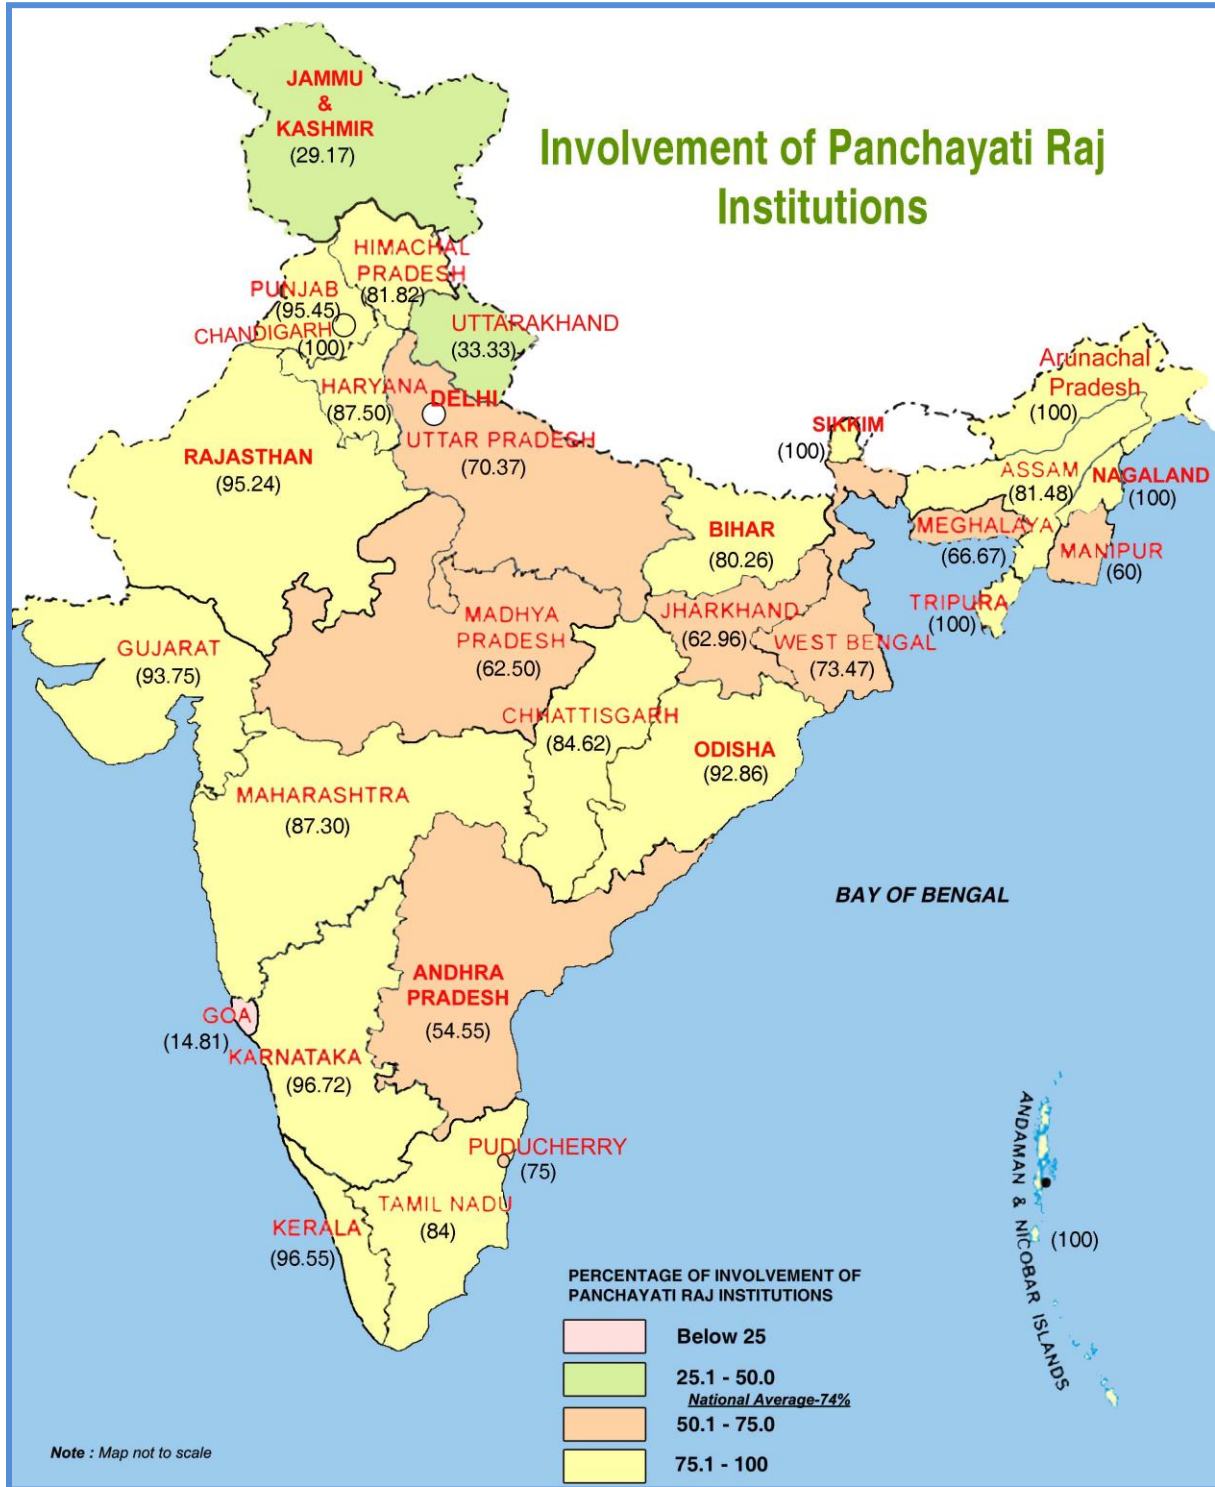 JAMMU
&
KASHMIR
(29.17)
Involvement of Panchayati Raj
Institutions
HIMACHAL
PRADESH
(81.82)
PUNJAB
(95.45)
CHANDIGARH
(100)
UTTARAKHAND
(33.33)
HARYANA
(87.50)
DELHI
UTTAR PRADESH
(70.37)
Arunachal
Pradesh
(100)
SIKKIM
(100)
RAJASTHAN
(95.24)
ASSAM
(81.48)
NAGALAND
(100)
BIHAR
(80.26)
MEGHALAYA
(66.67)
MANIPUR
(60)
TRIPURA
(100)
JHARKHAND
(62.96)
MADHYA
PRADESH
(62.50)
WEST BENGAL
(73.47)
GUJARAT
(93.75)
CHHATTISGARH
(84.62)
ODISHA
(92.86)
MAHARASHTRA
(87.30)
BAY OF BENGAL
ANDHRA
PRADESH
(54.55)
GOA
(14.81)
KARNATAKA
(96.72)
PUDUCHERRY
(75)
TAMIL NADU
(84)
KERALA
(96.55)
ANDAMAN & NICOBAR ISLANDS
(100)
PERCENTAGE OF INVOLVEMENT OF
PANCHAYATI RAJ INSTITUTIONS
Below 25
25.1 - 50.0
National Average-74%
50.1 - 75.0
75.1 - 100
Note : Map not to scale